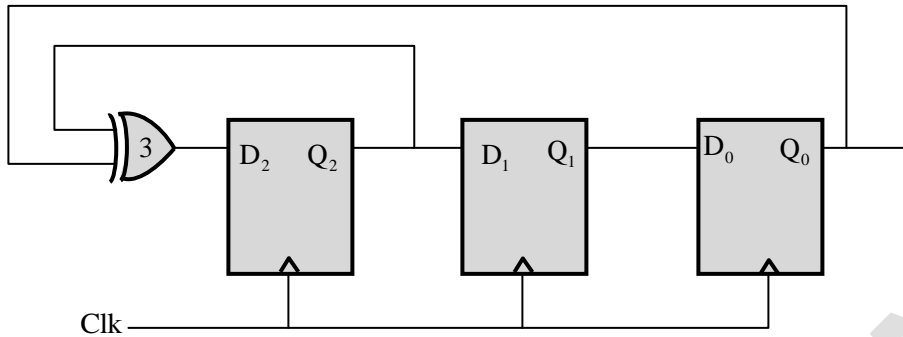 3
D₂ Q₂
D₁ Q₁
D₀ Q₀
Clk